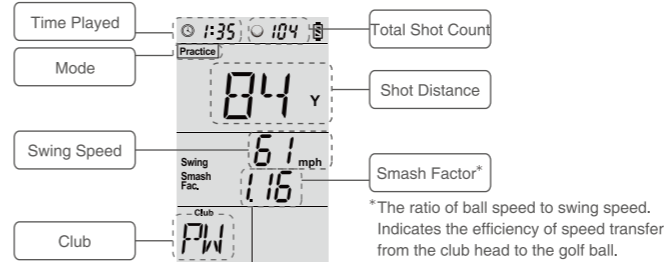 Time Played
1:35
104
Total Shot Count
Mode
Practice
84 Y
Shot Distance
Swing Speed
Swing 61 mph
Smash
Fac. 1.16
Smash Factor*
*The ratio of ball speed to swing speed.
Indicates the efficiency of speed transfer
from the club head to the golf ball.
Club
Club
PW